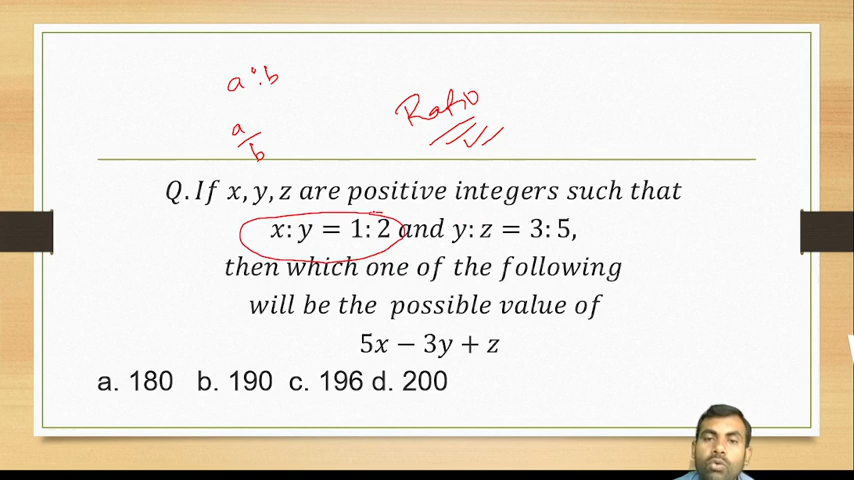 a:b
Ratio
a/b
Q. If x, y, z are positive integers such that
x: y = 1: 2 and y: z = 3: 5,
then which one of the following
will be the possible value of
5x − 3y + z
a. 180 b. 190 c. 196 d. 200